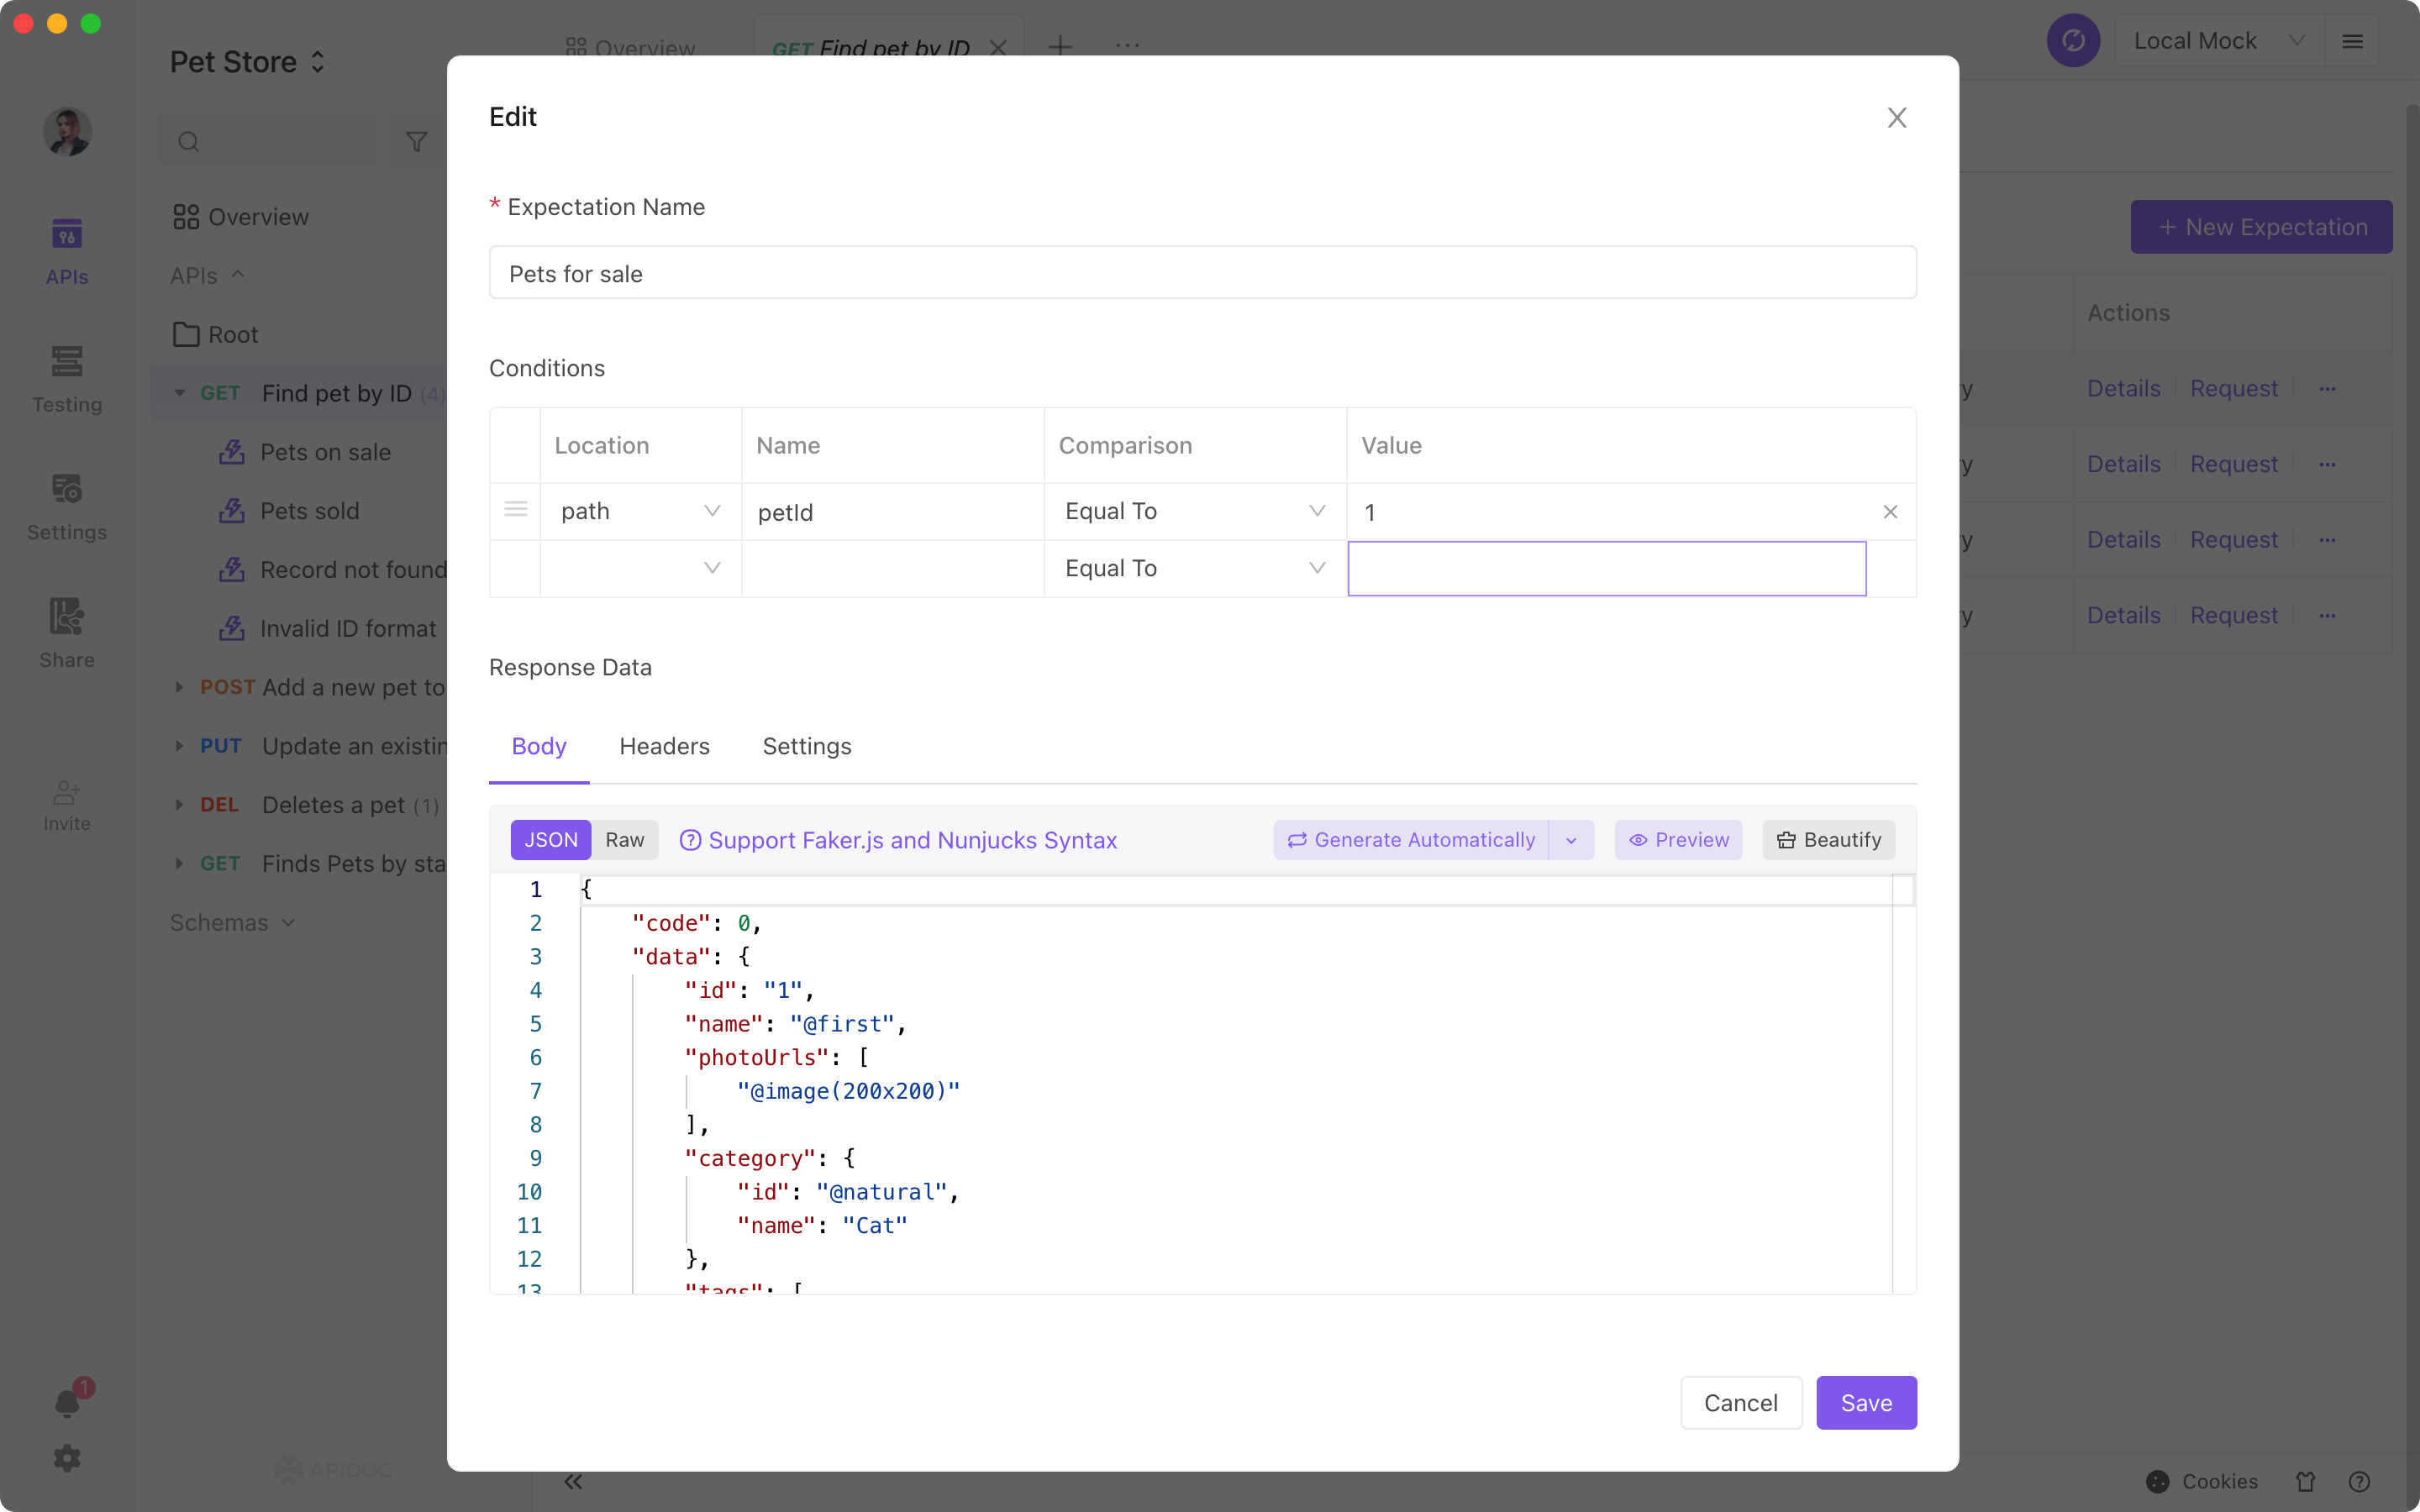 Pet Store
Overview
GET Find pet by ID
Local Mock
APIs
Testing
Settings
Share
Invite
1
Overview
APIs
Root
GET Find pet by ID (4)
Pets on sale
Pets sold
Record not found
Invalid ID format
POST Add a new pet to
PUT Update an existin
DEL Deletes a pet (1)
GET Finds Pets by sta
Schemas
APIDOG
Edit
* Expectation Name
Pets for sale
Conditions
Location Name Comparison Value
path petId Equal To 1
Equal To
Response Data
Body Headers Settings
JSON Raw Support Faker.js and Nunjucks Syntax Generate Automatically Preview Beautify
1 {
2 "code": 0,
3 "data": {
4 "id": "1",
5 "name": "@first",
6 "photoUrls": [
7 "@image(200x200)"
8 ],
9 "category": {
10 "id": "@natural",
11 "name": "Cat"
12 },
13 "tags": [
Cancel Save
+ New Expectation
Actions
y Details Request
y Details Request
y Details Request
y Details Request
Cookies